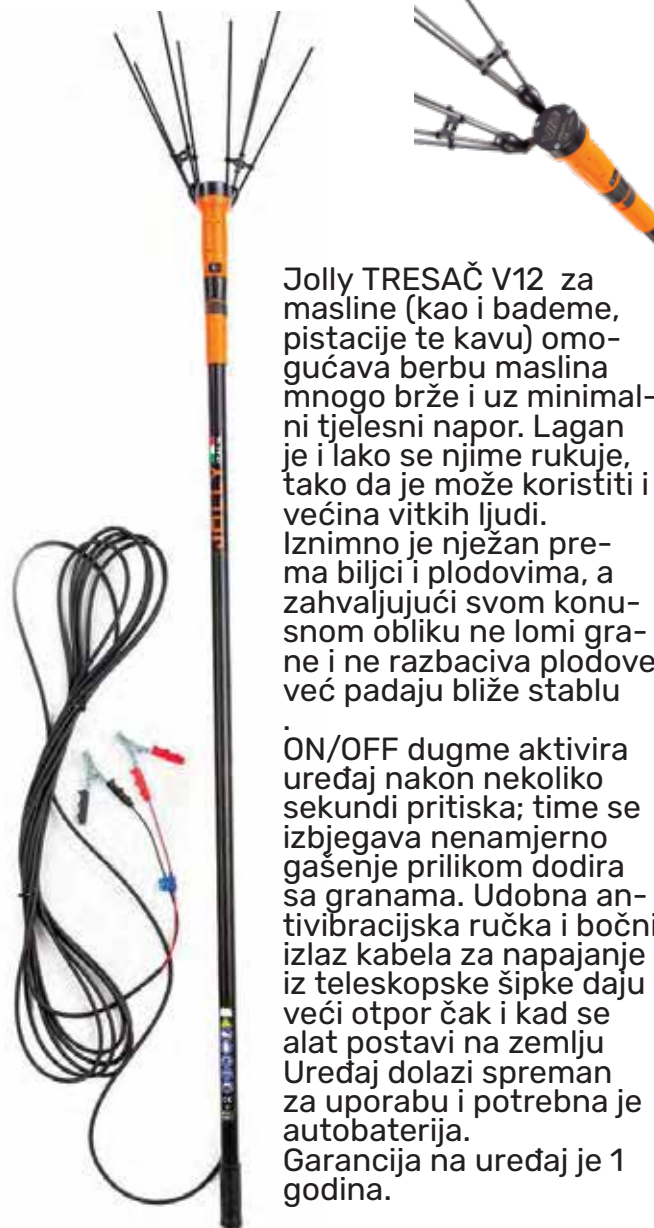 JOLLY
Jolly TRESAČ V12 za
masline (kao i bademe,
pistacije te kavu) omo-
gućava berbu maslina
mnogo brže i uz minimal-
ni tjelesni napor. Lagan
je i lako se njime rukuje,
tako da je može koristiti i
većina vitkih ljudi.
Iznimno je nježan pre-
ma biljci i plodovima, a
zahvaljujući svom konu-
snom obliku ne lomi gra-
ne i ne razbaciva plodove
već padaju bliže stablu
.
ON/OFF dugme aktivira
uređaj nakon nekoliko
sekundi pritiska; time se
izbjegava nenamjerno
gašenje prilikom dodira
sa granama. Udobna an-
tivibracijska ručka i bočni
izlaz kabela za napajanje
iz teleskopske šipke daju
veći otpor čak i kad se
alat postavi na zemlju
Uređaj dolazi spreman
za uporabu i potrebna je
autobaterija.
Garancija na uređaj je 1
godina.